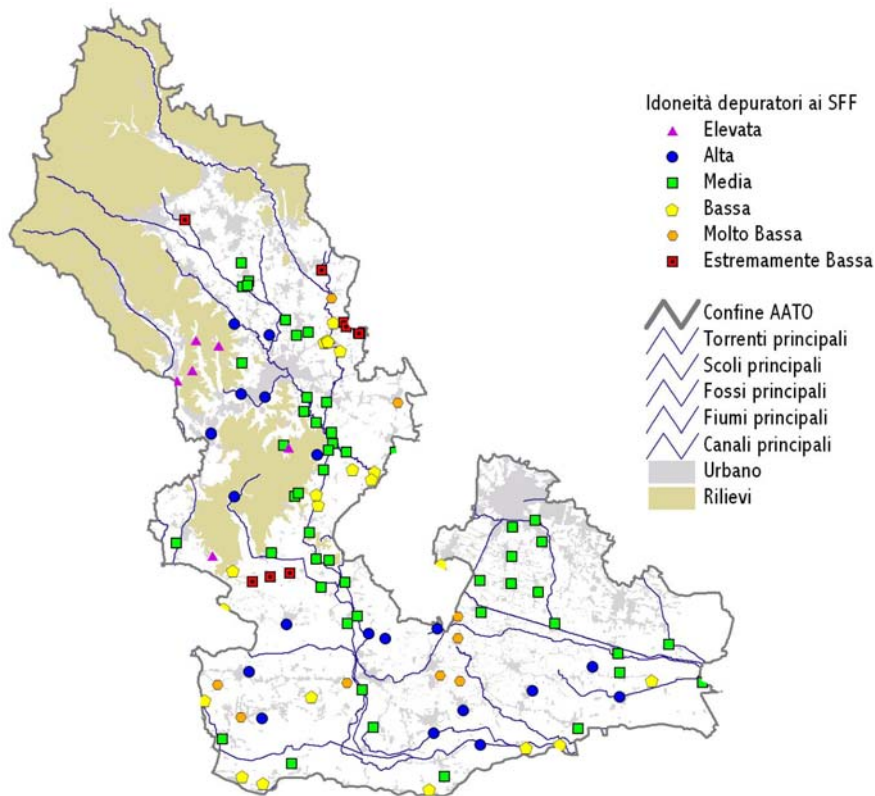 Idoneità depuratori ai SFF
Elevata
Alta
Media
Bassa
Molto Bassa
Estremamente Bassa
Confine AATO
Torrenti principali
Scoli principali
Fossi principali
Fiumi principali
Canali principali
Urbano
Rilievi